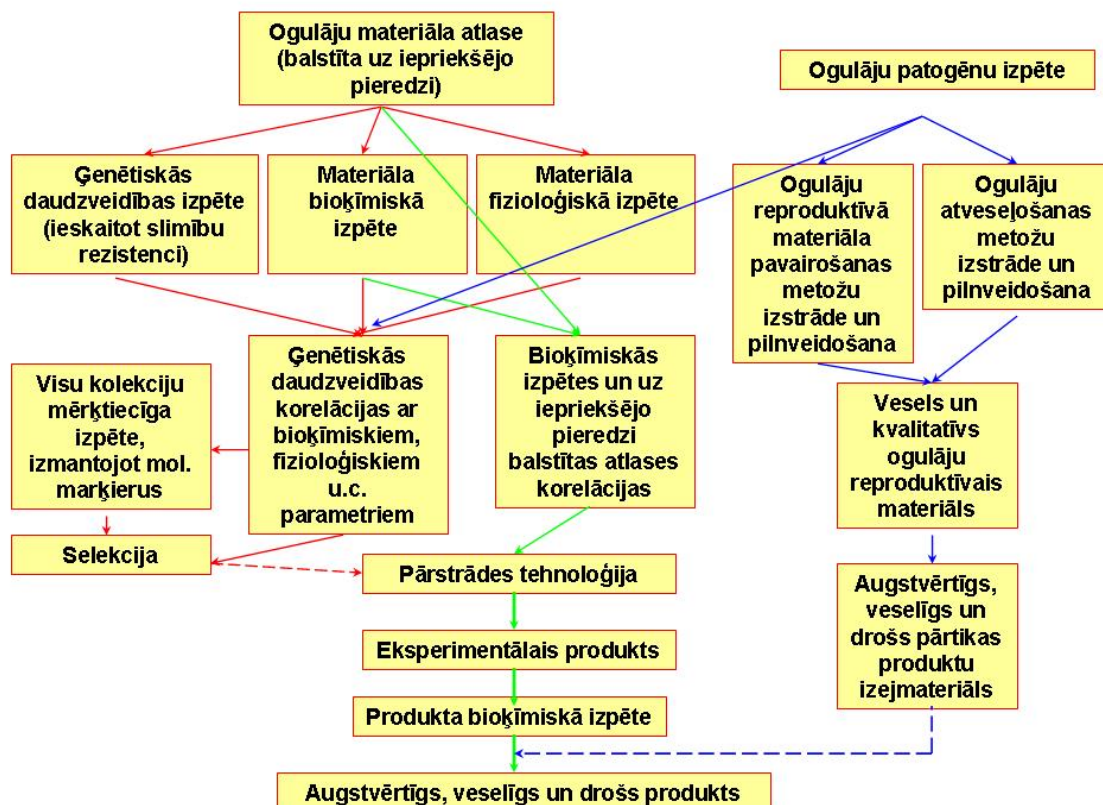 Ogulāju materiāla atlase
(balstīta uz iepriekšējo
pieredzi)
Ogulāju patogēnu izpēte
Ģenētiskās
daudzveidības izpēte
(ieskaitot slimību
rezistenci)
Materiāla
bioķīmiskā
izpēte
Materiāla
fizioloģiskā izpēte
Ogulāju
reproduktīvā
materiāla
pavairošanas
metožu
izstrāde un
pilnveidošana
Ogulāju
atveseļošanas
metožu
izstrāde un
pilnveidošana
Visu kolekciju
mērķtiecīga
izpēte,
izmantojot mol.
marķierus
Ģenētiskās
daudzveidības
korelācijas ar
bioķīmiskiem,
fizioloģiskiem
u.c.
parametriem
Bioķīmiskās
izpētes un uz
iepriekšējo
pieredzi
balstītas atlases
korelācijas
Vesels un
kvalitatīvs
ogulāju
reproduktīvais
materiāls
Selekcija
Pārstrādes tehnoloģija
Augstvērtīgs,
veselīgs un
drošs pārtikas
produktu
izejmateriāls
Eksperimentālais produkts
Produkta bioķīmiskā izpēte
Augstvērtīgs, veselīgs un drošs produkts